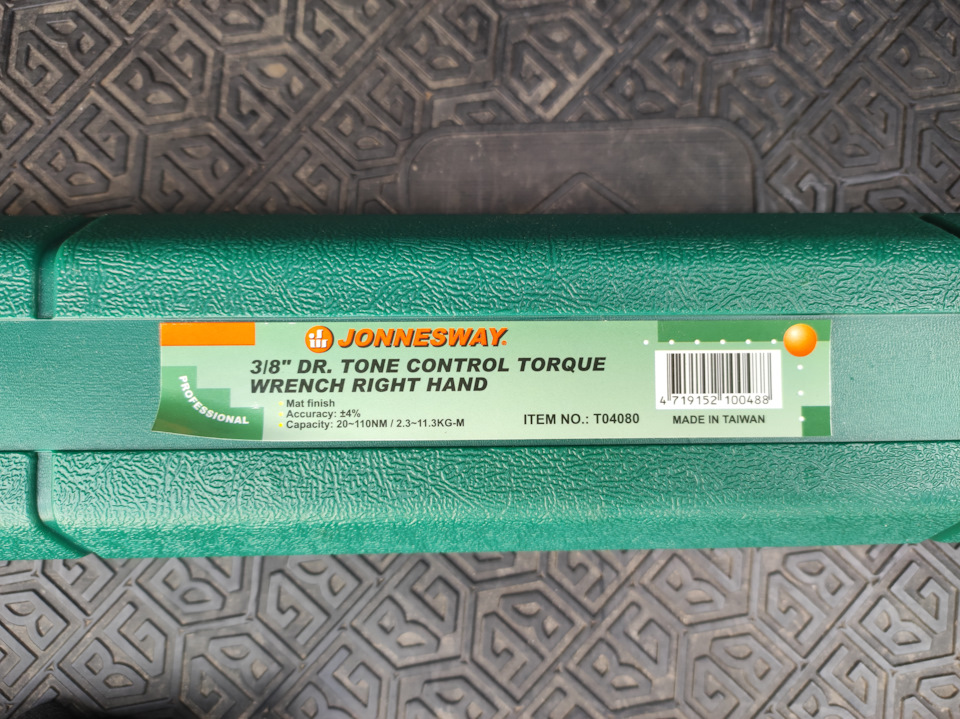 JONNESWAY
3/8" DR. TONE CONTROL TORQUE
WRENCH RIGHT HAND
PROFESSIONAL
Mat finish
Accuracy: ±4%
Capacity: 20~110NM / 2.3~11.3KG-M
ITEM NO.: T04080
4 719152 100488
MADE IN TAIWAN